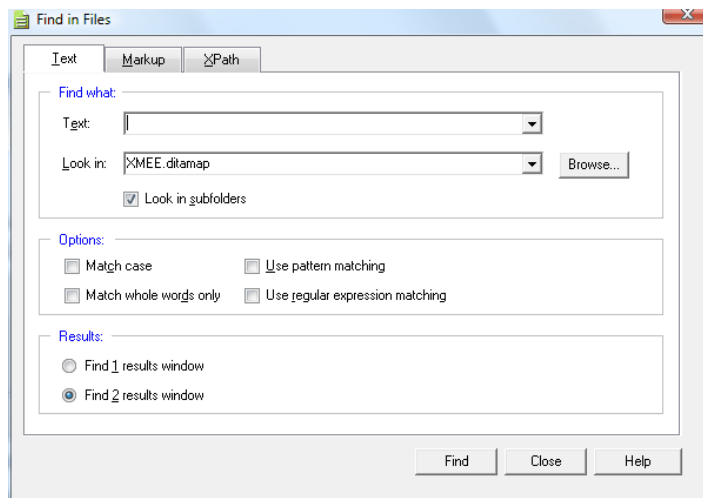 Find in Files
Text Markup XPath
Find what:
Text:
Look in: XMEE.ditamap Browse...
Look in subfolders
Options:
Match case Use pattern matching
Match whole words only Use regular expression matching
Results:
Find 1 results window
Find 2 results window
Find Close Help